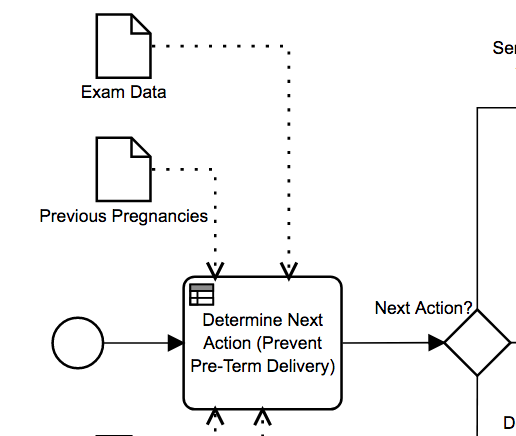 Exam Data
Previous Pregnancies
Determine Next
Action (Prevent
Pre-Term Delivery)
Next Action?